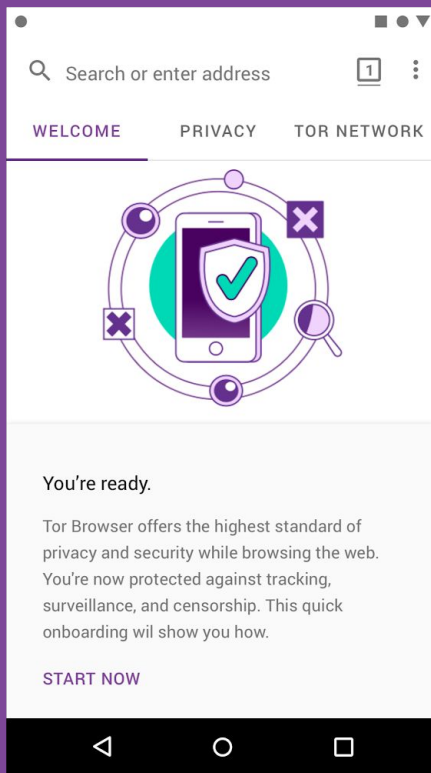 Search or enter address
1
WELCOME PRIVACY TOR NETWORK
You're ready.
Tor Browser offers the highest standard of
privacy and security while browsing the web.
You're now protected against tracking,
surveillance, and censorship. This quick
onboarding wil show you how.
START NOW